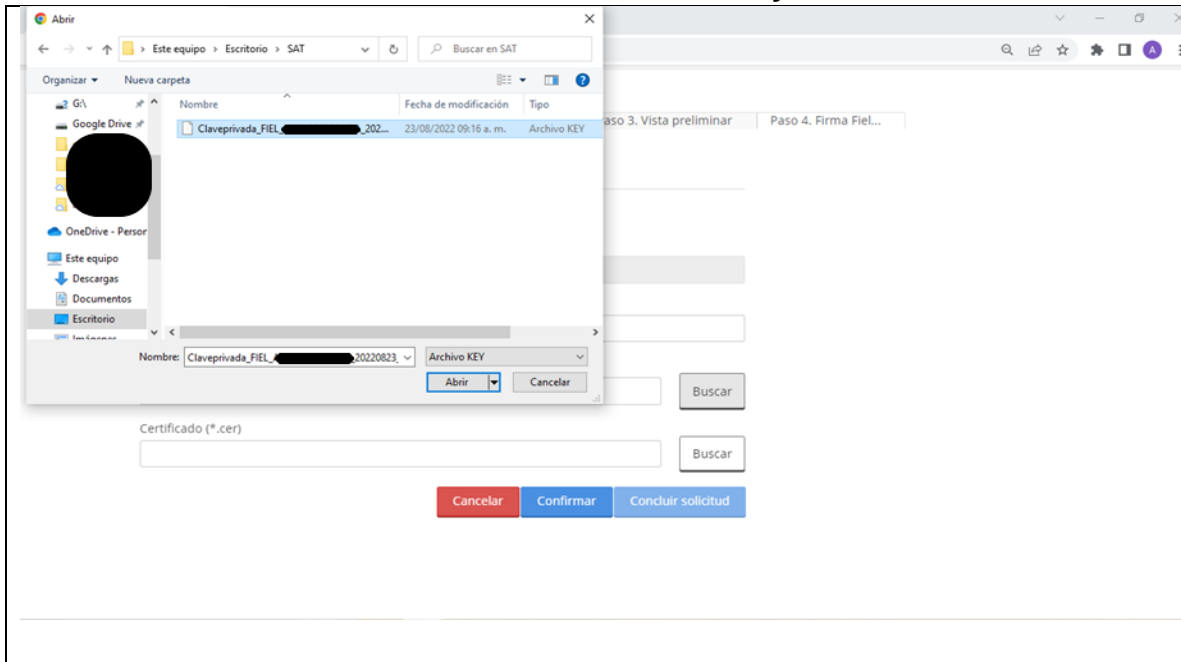 Abrir
Este equipo > Escritorio > SAT
Buscar en SAT
Organizar
Nueva carpeta
G:\
Google Drive
OneDrive - Persor
Este equipo
Descargas
Documentos
Escritorio
Imágenes
Nombre
Fecha de modificación
Tipo
Claveprivada_FIEL_ _202...
23/08/2022 09:16 a. m.
Archivo KEY
Nombre:
Claveprivada_FIEL_ _20220823_
Archivo KEY
Abrir
Cancelar
A
aso 3. Vista preliminar
Paso 4. Firma Fiel...
Buscar
Certificado (*.cer)
Buscar
Cancelar
Confirmar
Concluir solicitud